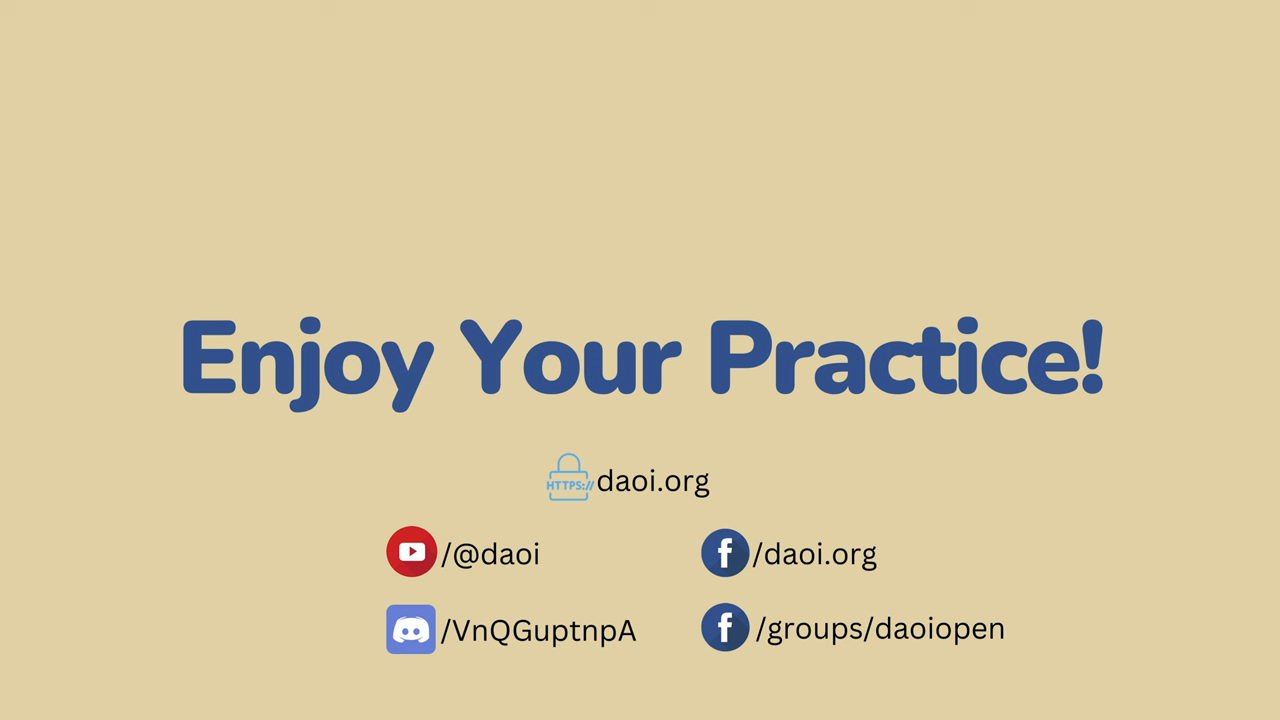 Enjoy Your Practice!
HTTPS:// daoi.org
/@daoi
/daoi.org
/VnQGuptnpA
/groups/daoiopen